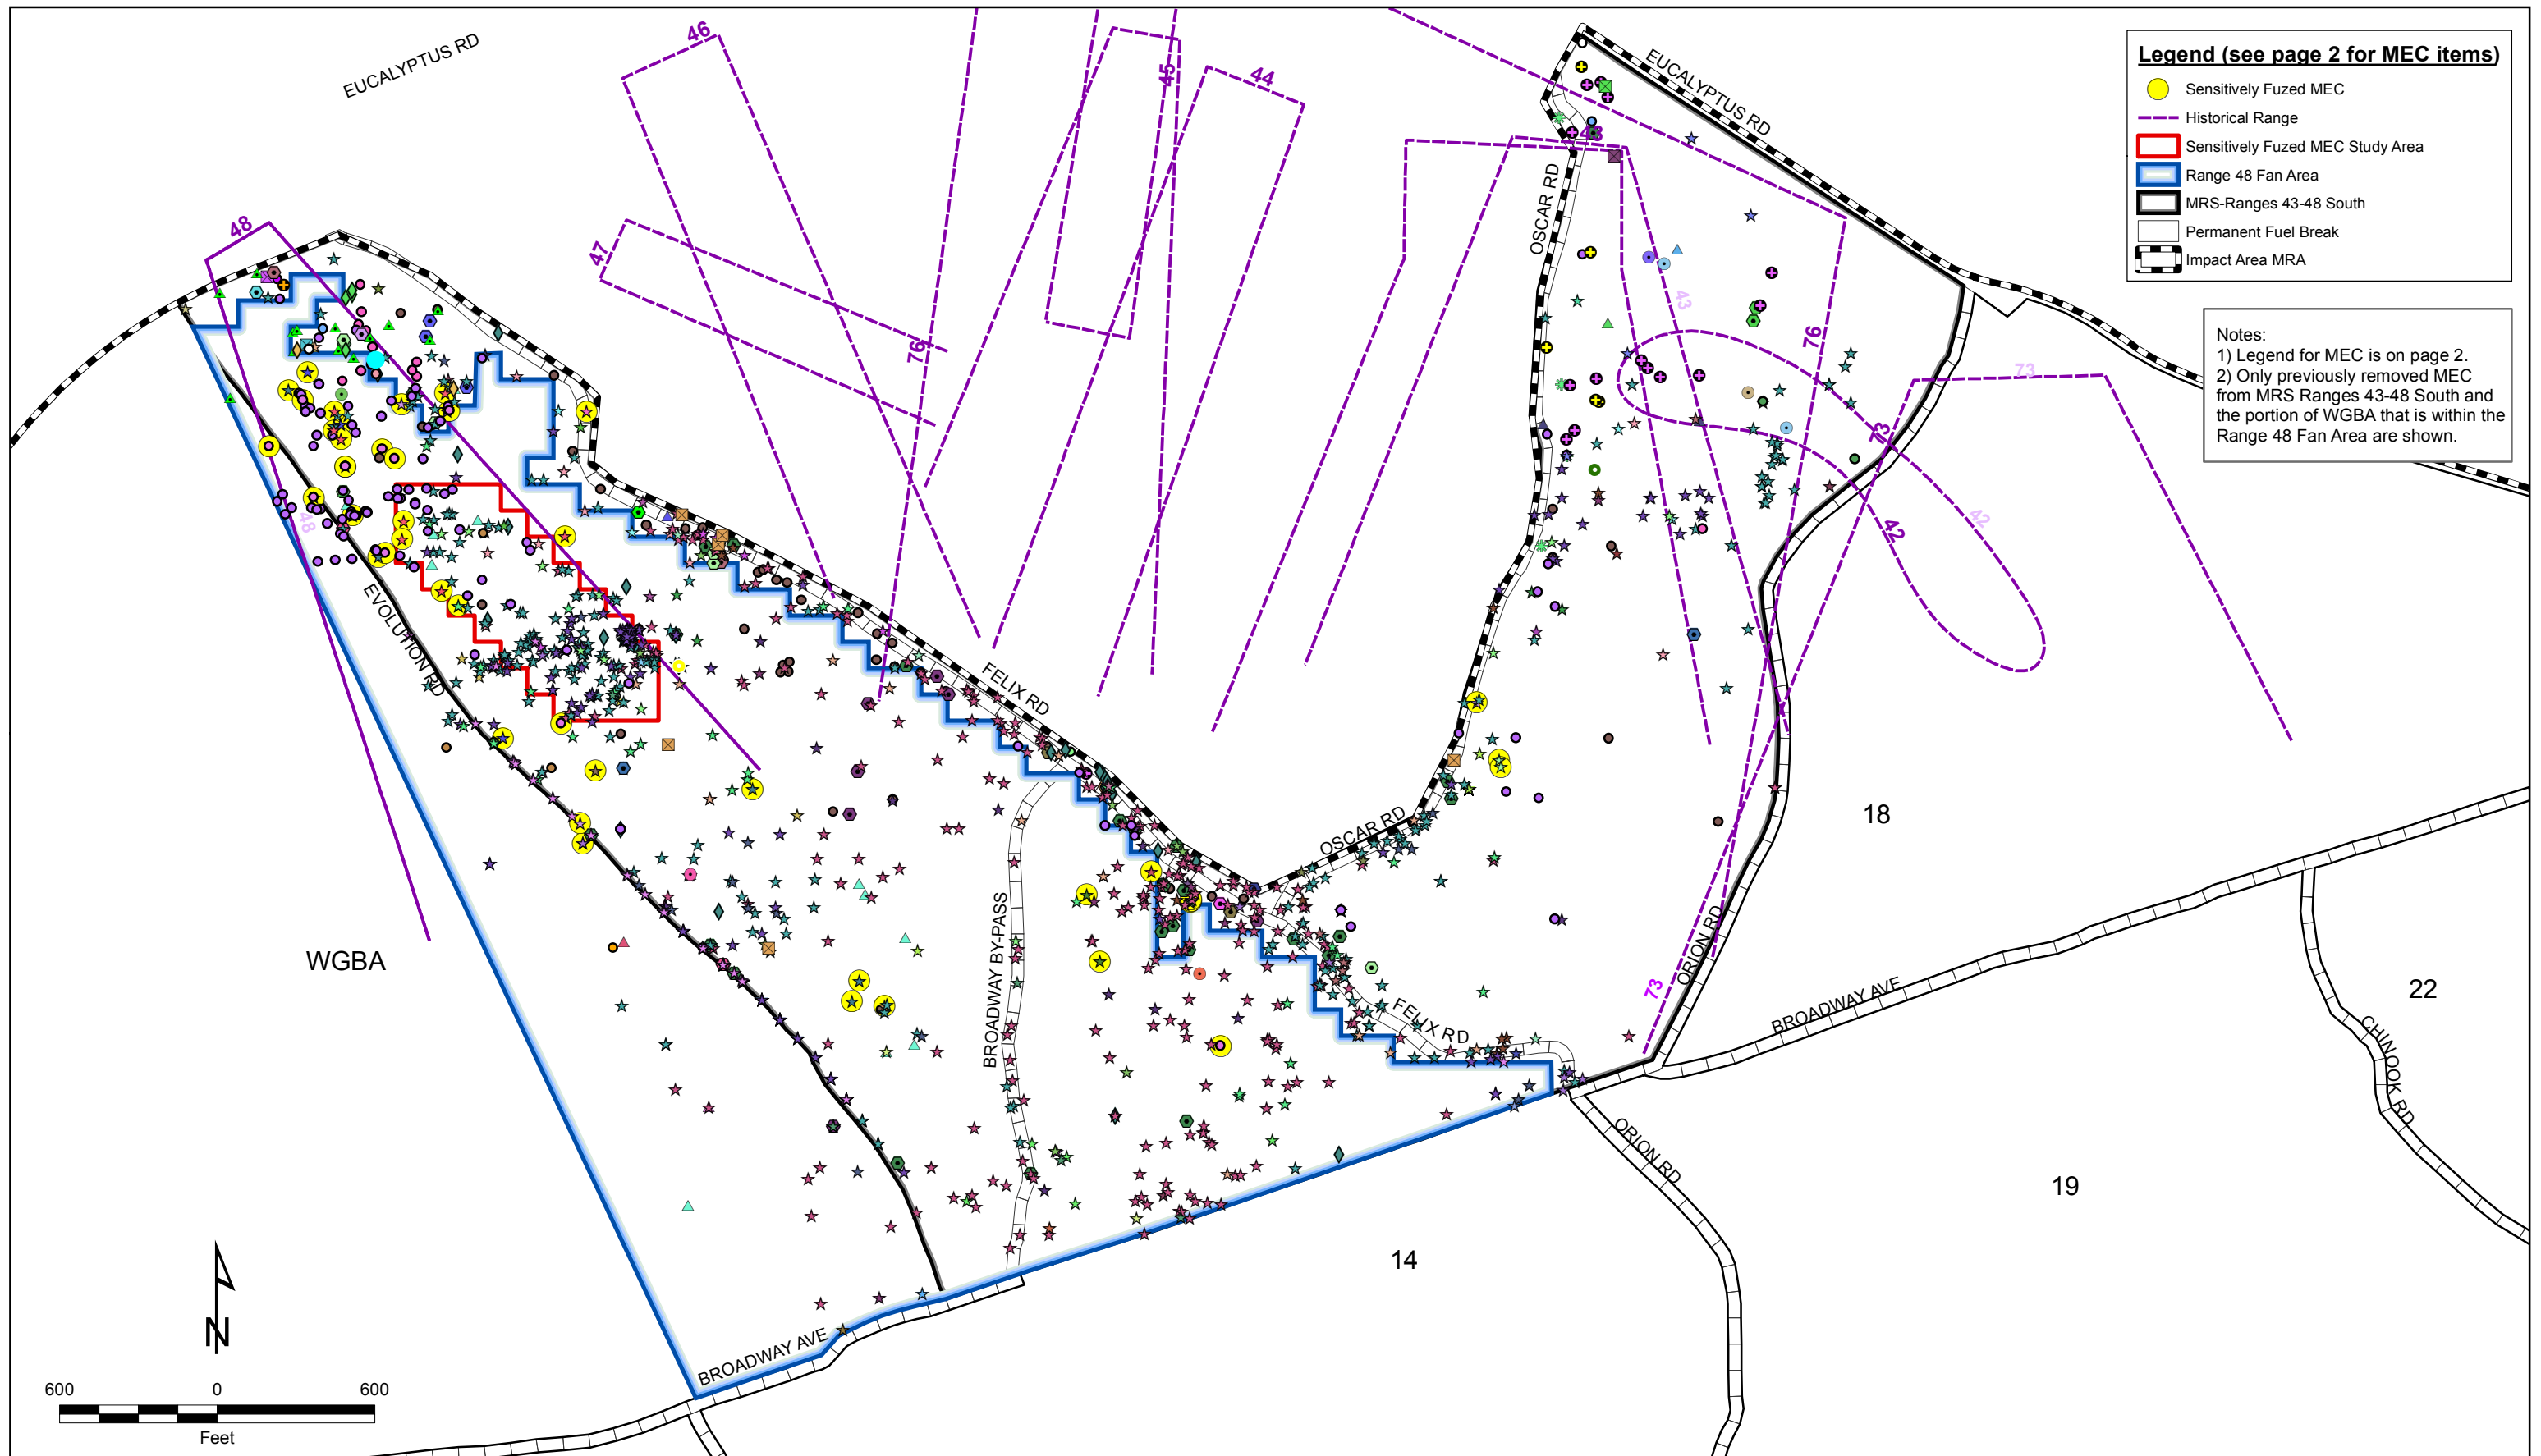 Legend (see page 2 for MEC items)
Sensitively Fuzed MEC
Historical Range
Sensitively Fuzed MEC Study Area
Range 48 Fan Area
MRS-Ranges 43-48 South
Permanent Fuel Break
Impact Area MRA
Notes:
1) Legend for MEC is on page 2.
2) Only previously removed MEC
from MRS Ranges 43-48 South and
the portion of WGBA that is within the
Range 48 Fan Area are shown.
EUCALYPTUS RD
46
45
44
EUCALYPTUS RD
OSCAR RD
48
47
43
76
76
73
73
42
42
48
EVOLUTION RD
FELIX RD
OSCAR RD
18
BROADWAY BY-PASS
WGBA
ORION RD
73
BROADWAY AVE
22
FELIX RD
CHINOOK RD
ORION RD
19
14
BROADWAY AVE
N
600 0 600
Feet